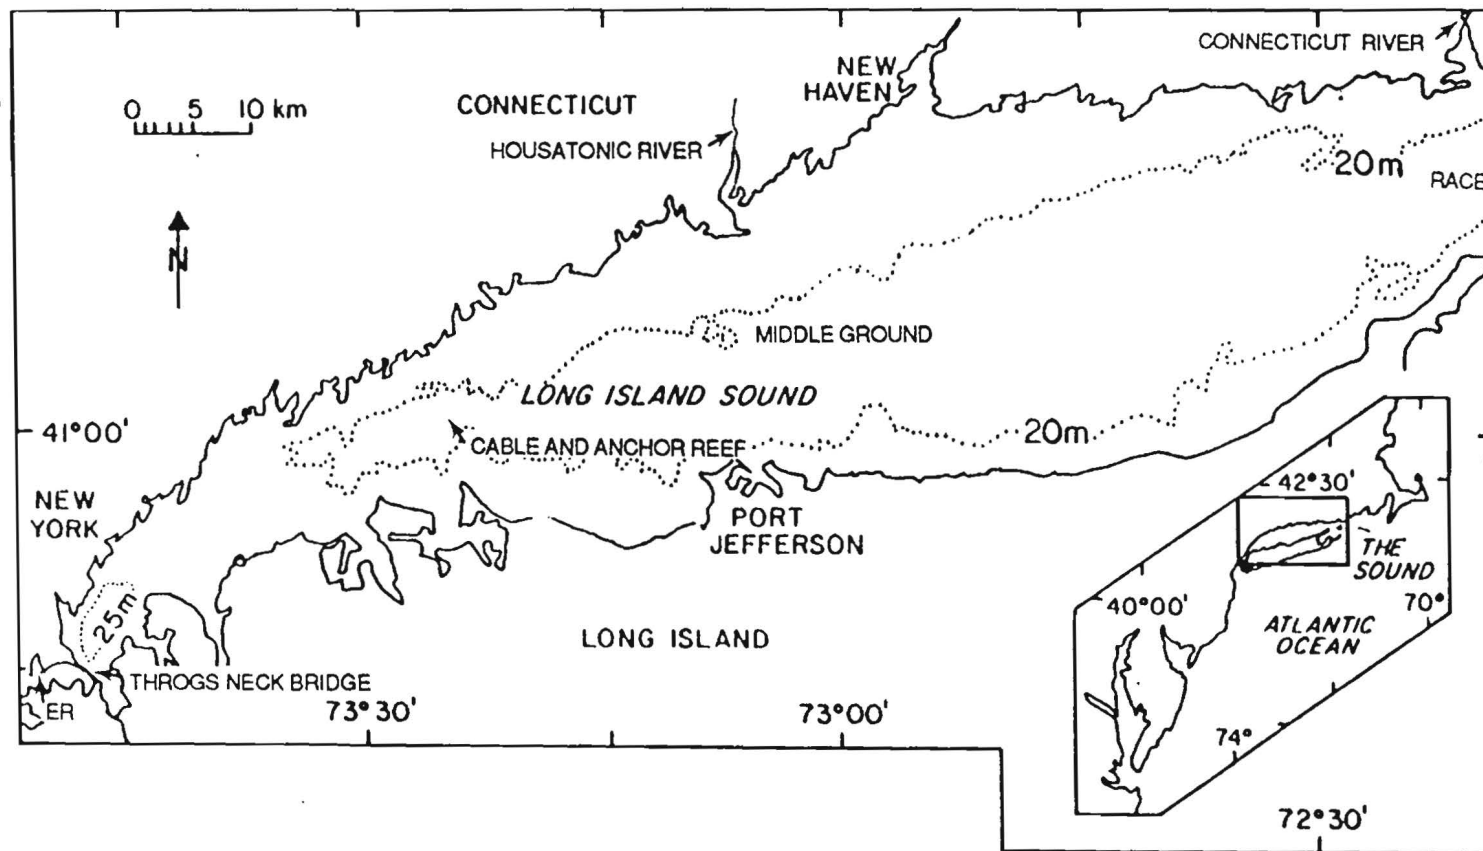 CONNECTICUT RIVER
NEW
HAVEN
0 5 10 km
CONNECTICUT
HOUSATONIC RIVER
20m
RACE
N
MIDDLE GROUND
LONG ISLAND SOUND
41°00'
CABLE AND ANCHOR REEF
20m
NEW
YORK
PORT
JEFFERSON
42°30'
THE
SOUND
70°
40°00'
ATLANTIC
OCEAN
25m
LONG ISLAND
THROGS NECK BRIDGE
ER
73°30'
73°00'
74°
72°30'